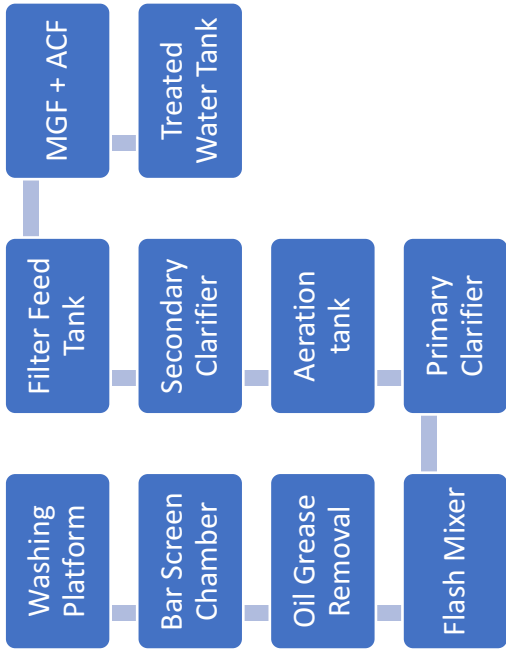 Washing
Platform
Bar Screen
Chamber
Oil Grease
Removal
Flash Mixer
Primary
Clarifier
Aeration
tank
Secondary
Clarifier
Filter Feed
Tank
MGF + ACF
Treated
Water Tank